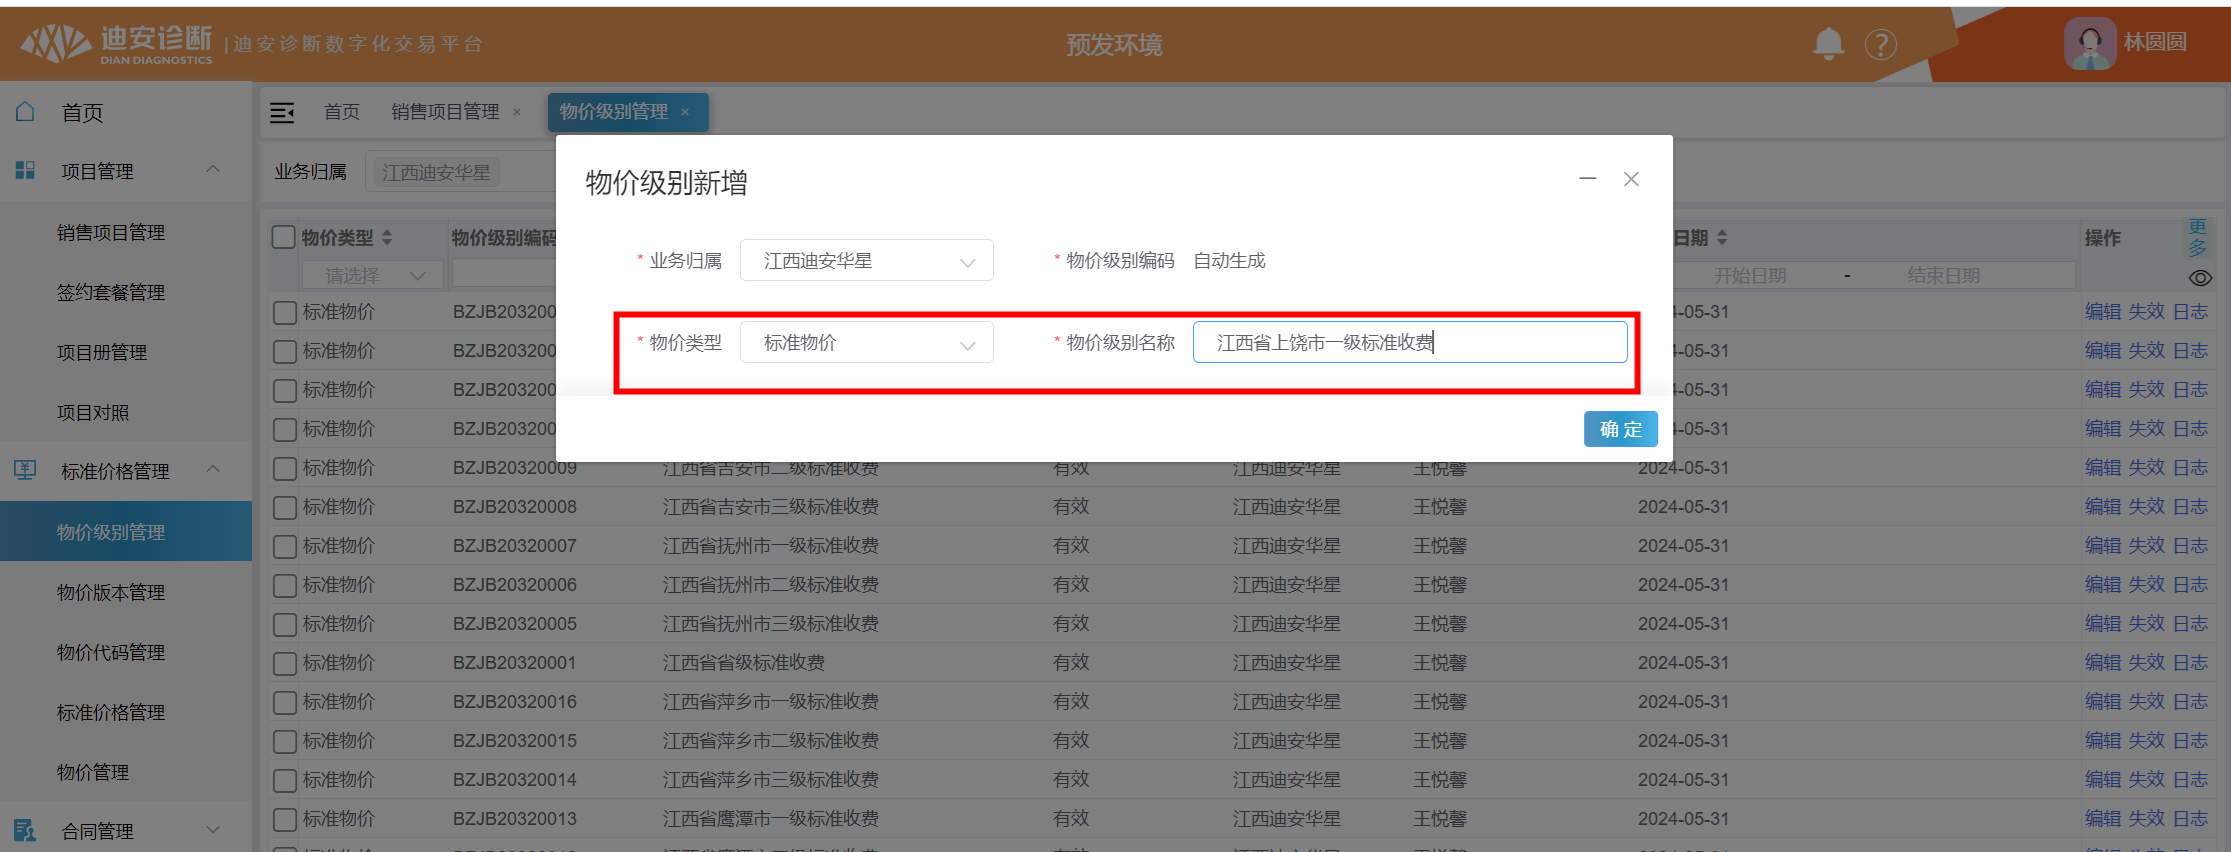 迪安诊断
DIAN DIAGNOSTICS
|迪安诊断数字化交易平台
预发环境
?
林圆圆
首页
项目管理
销售项目管理
签约套餐管理
项目册管理
项目对照
标准价格管理
物价级别管理
物价版本管理
物价代码管理
标准价格管理
物价管理
合同管理
首页 销售项目管理 × 物价级别管理 ×
业务归属 江西迪安华星
物价级别新增
* 业务归属 江西迪安华星 * 物价级别编码 自动生成
* 物价类型 标准物价 * 物价级别名称 江西省上饶市一级标准收费
确定
物价类型 物价级别编码 日期 操作 更多
请选择 开始日期 - 结束日期
标准物价 BZJB20320 -05-31 编辑 失效 日志
标准物价 BZJB20320 -05-31 编辑 失效 日志
标准物价 BZJB20320 -05-31 编辑 失效 日志
标准物价 BZJB20320 -05-31 编辑 失效 日志
标准物价 BZJB20320009 江西省吉安市二级标准收费 有效 江西迪安华星 王悦馨 2024-05-31 编辑 失效 日志
标准物价 BZJB20320008 江西省吉安市三级标准收费 有效 江西迪安华星 王悦馨 2024-05-31 编辑 失效 日志
标准物价 BZJB20320007 江西省抚州市一级标准收费 有效 江西迪安华星 王悦馨 2024-05-31 编辑 失效 日志
标准物价 BZJB20320006 江西省抚州市二级标准收费 有效 江西迪安华星 王悦馨 2024-05-31 编辑 失效 日志
标准物价 BZJB20320005 江西省抚州市三级标准收费 有效 江西迪安华星 王悦馨 2024-05-31 编辑 失效 日志
标准物价 BZJB20320001 江西省省级标准收费 有效 江西迪安华星 王悦馨 2024-05-31 编辑 失效 日志
标准物价 BZJB20320016 江西省萍乡市一级标准收费 有效 江西迪安华星 王悦馨 2024-05-31 编辑 失效 日志
标准物价 BZJB20320015 江西省萍乡市二级标准收费 有效 江西迪安华星 王悦馨 2024-05-31 编辑 失效 日志
标准物价 BZJB20320014 江西省萍乡市三级标准收费 有效 江西迪安华星 王悦馨 2024-05-31 编辑 失效 日志
标准物价 BZJB20320013 江西省鹰潭市一级标准收费 有效 江西迪安华星 王悦馨 2024-05-31 编辑 失效 日志